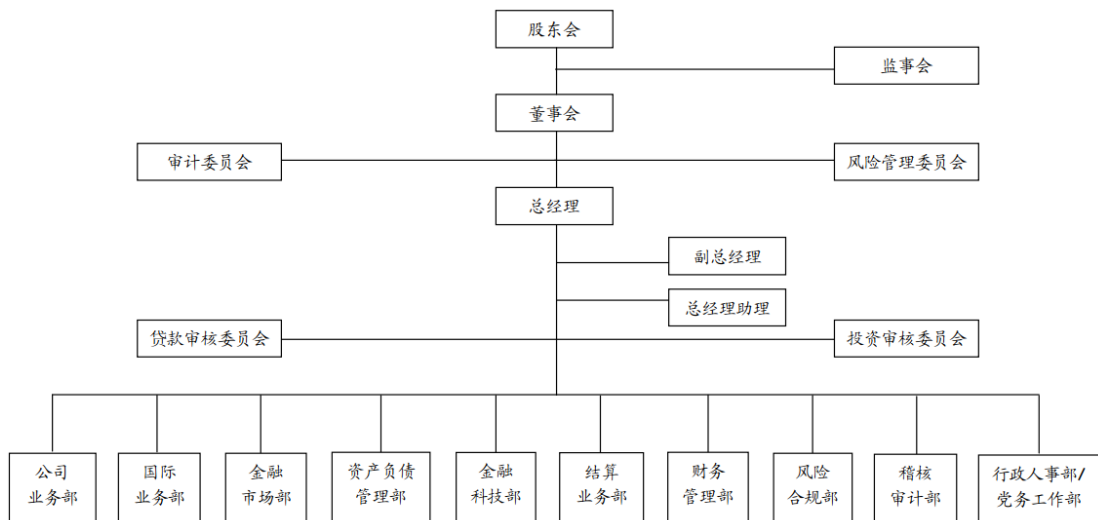 股东会
监事会
董事会
审计委员会
风险管理委员会
总经理
副总经理
总经理助理
贷款审核委员会
投资审核委员会
公司
业务部
国际
业务部
金融
市场部
资产负债
管理部
金融
科技部
结算
业务部
财务
管理部
风险
合规部
稽核
审计部
行政人事部/
党务工作部